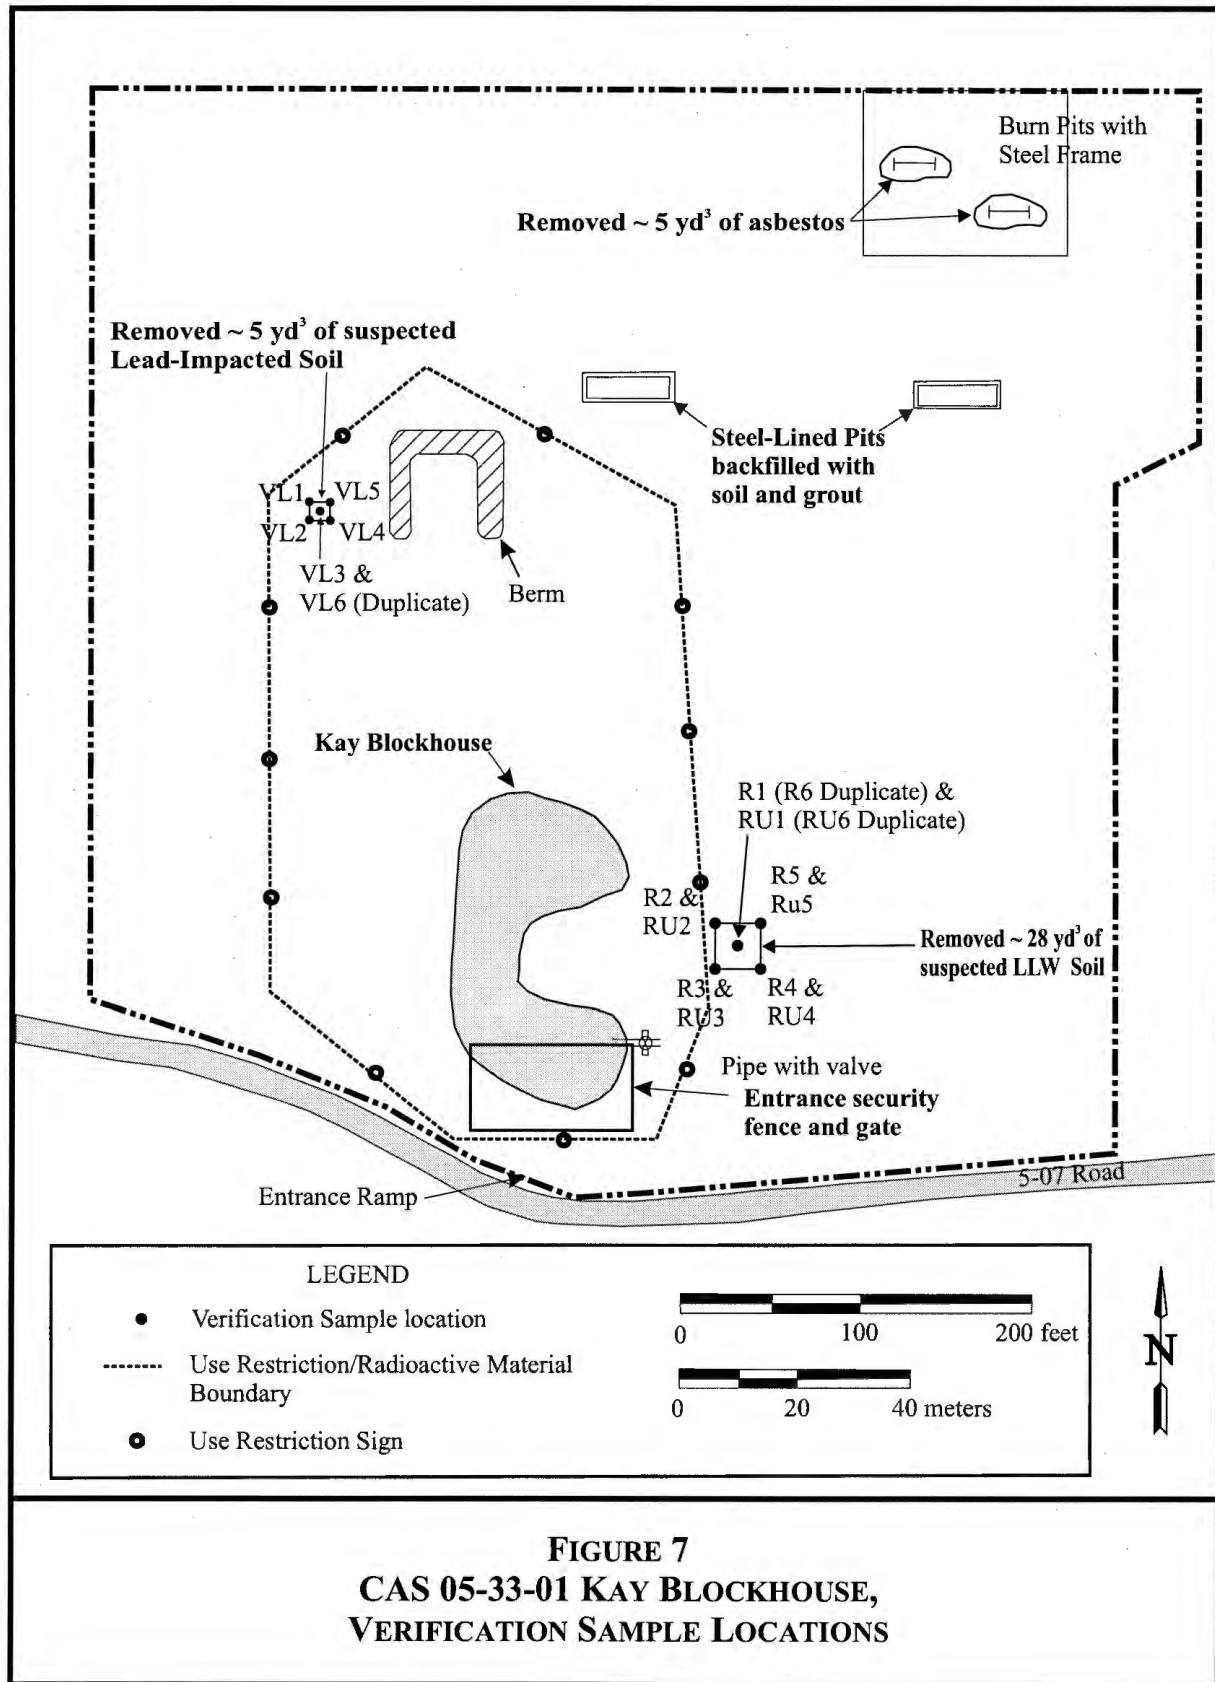 Burn Pits with
Steel Frame
Removed ~ 5 yd³ of asbestos
Removed ~ 5 yd³ of suspected
Lead-Impacted Soil
Steel-Lined Pits
backfilled with
soil and grout
VL1 VL5
VL2 VL4
VL3 &
VL6 (Duplicate)
Berm
Kay Blockhouse
R1 (R6 Duplicate) &
RU1 (RU6 Duplicate)
R5 &
Ru5
R2 &
RU2
Removed ~ 28 yd³ of
suspected LLW Soil
R3 &
RU3
R4 &
RU4
Pipe with valve
Entrance security
fence and gate
Entrance Ramp
5-07 Road
LEGEND
Verification Sample location
Use Restriction/Radioactive Material
Boundary
Use Restriction Sign
0 100 200 feet
0 20 40 meters
N
FIGURE 7
CAS 05-33-01 KAY BLOCKHOUSE,
VERIFICATION SAMPLE LOCATIONS